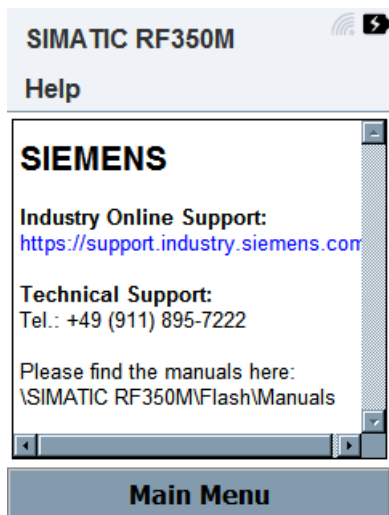 SIMATIC RF350M
Help
SIEMENS
Industry Online Support:
https://support.industry.siemens.com
Technical Support:
Tel.: +49 (911) 895-7222
Please find the manuals here:
\SIMATIC RF350M\Flash\Manuals
Main Menu